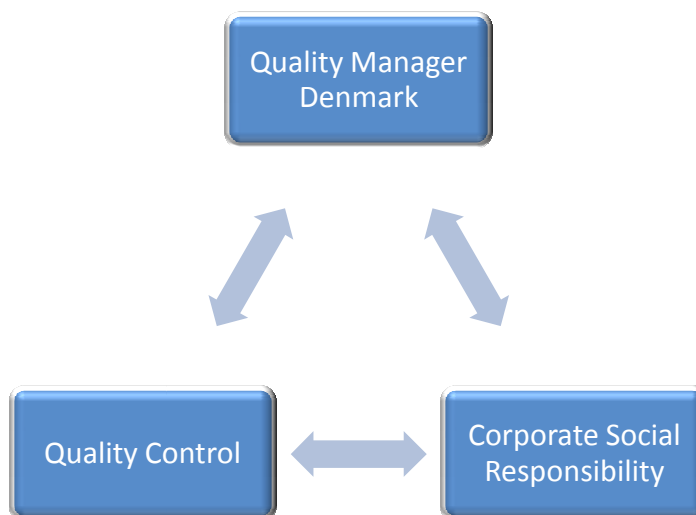 Quality Manager
Denmark
Quality Control
Corporate Social
Responsibility